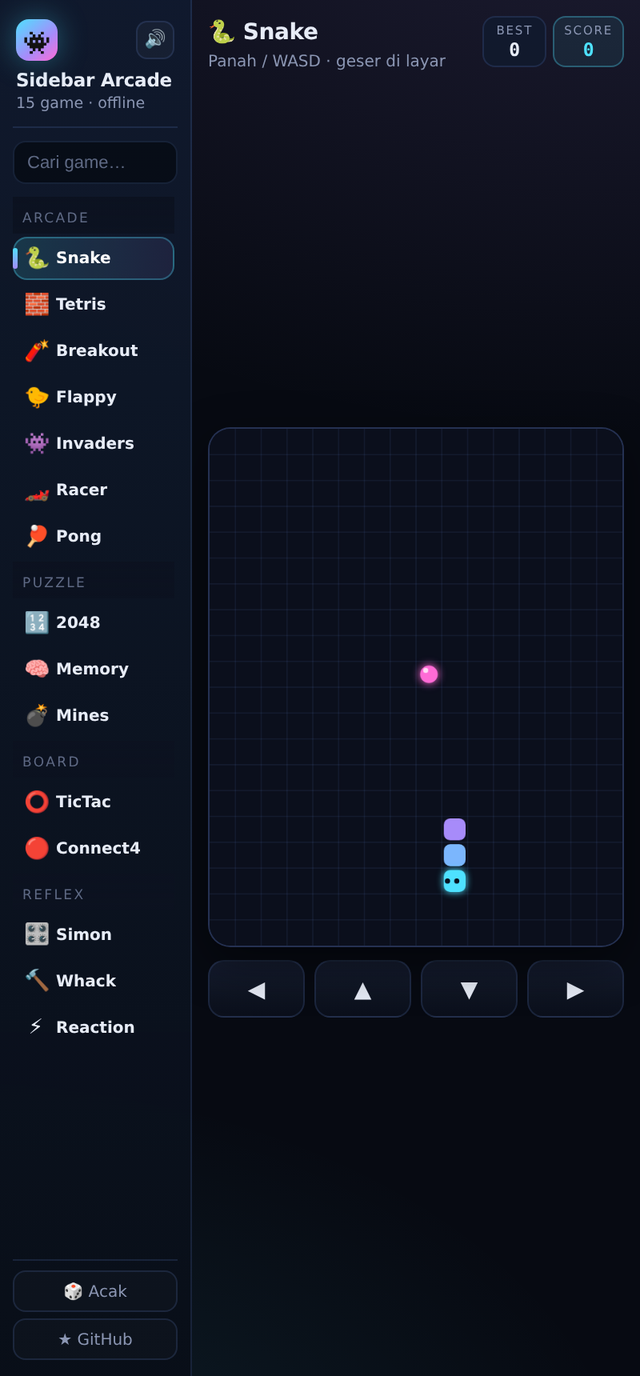 Sidebar Arcade
15 game · offline
Cari game…
ARCADE
Snake
Tetris
Breakout
Flappy
Invaders
Racer
Pong
PUZZLE
2048
Memory
Mines
BOARD
TicTac
Connect4
REFLEX
Simon
Whack
Reaction
Acak
★ GitHub
Snake
Panah / WASD · geser di layar
BEST
0
SCORE
0
◀ ▲ ▼ ▶